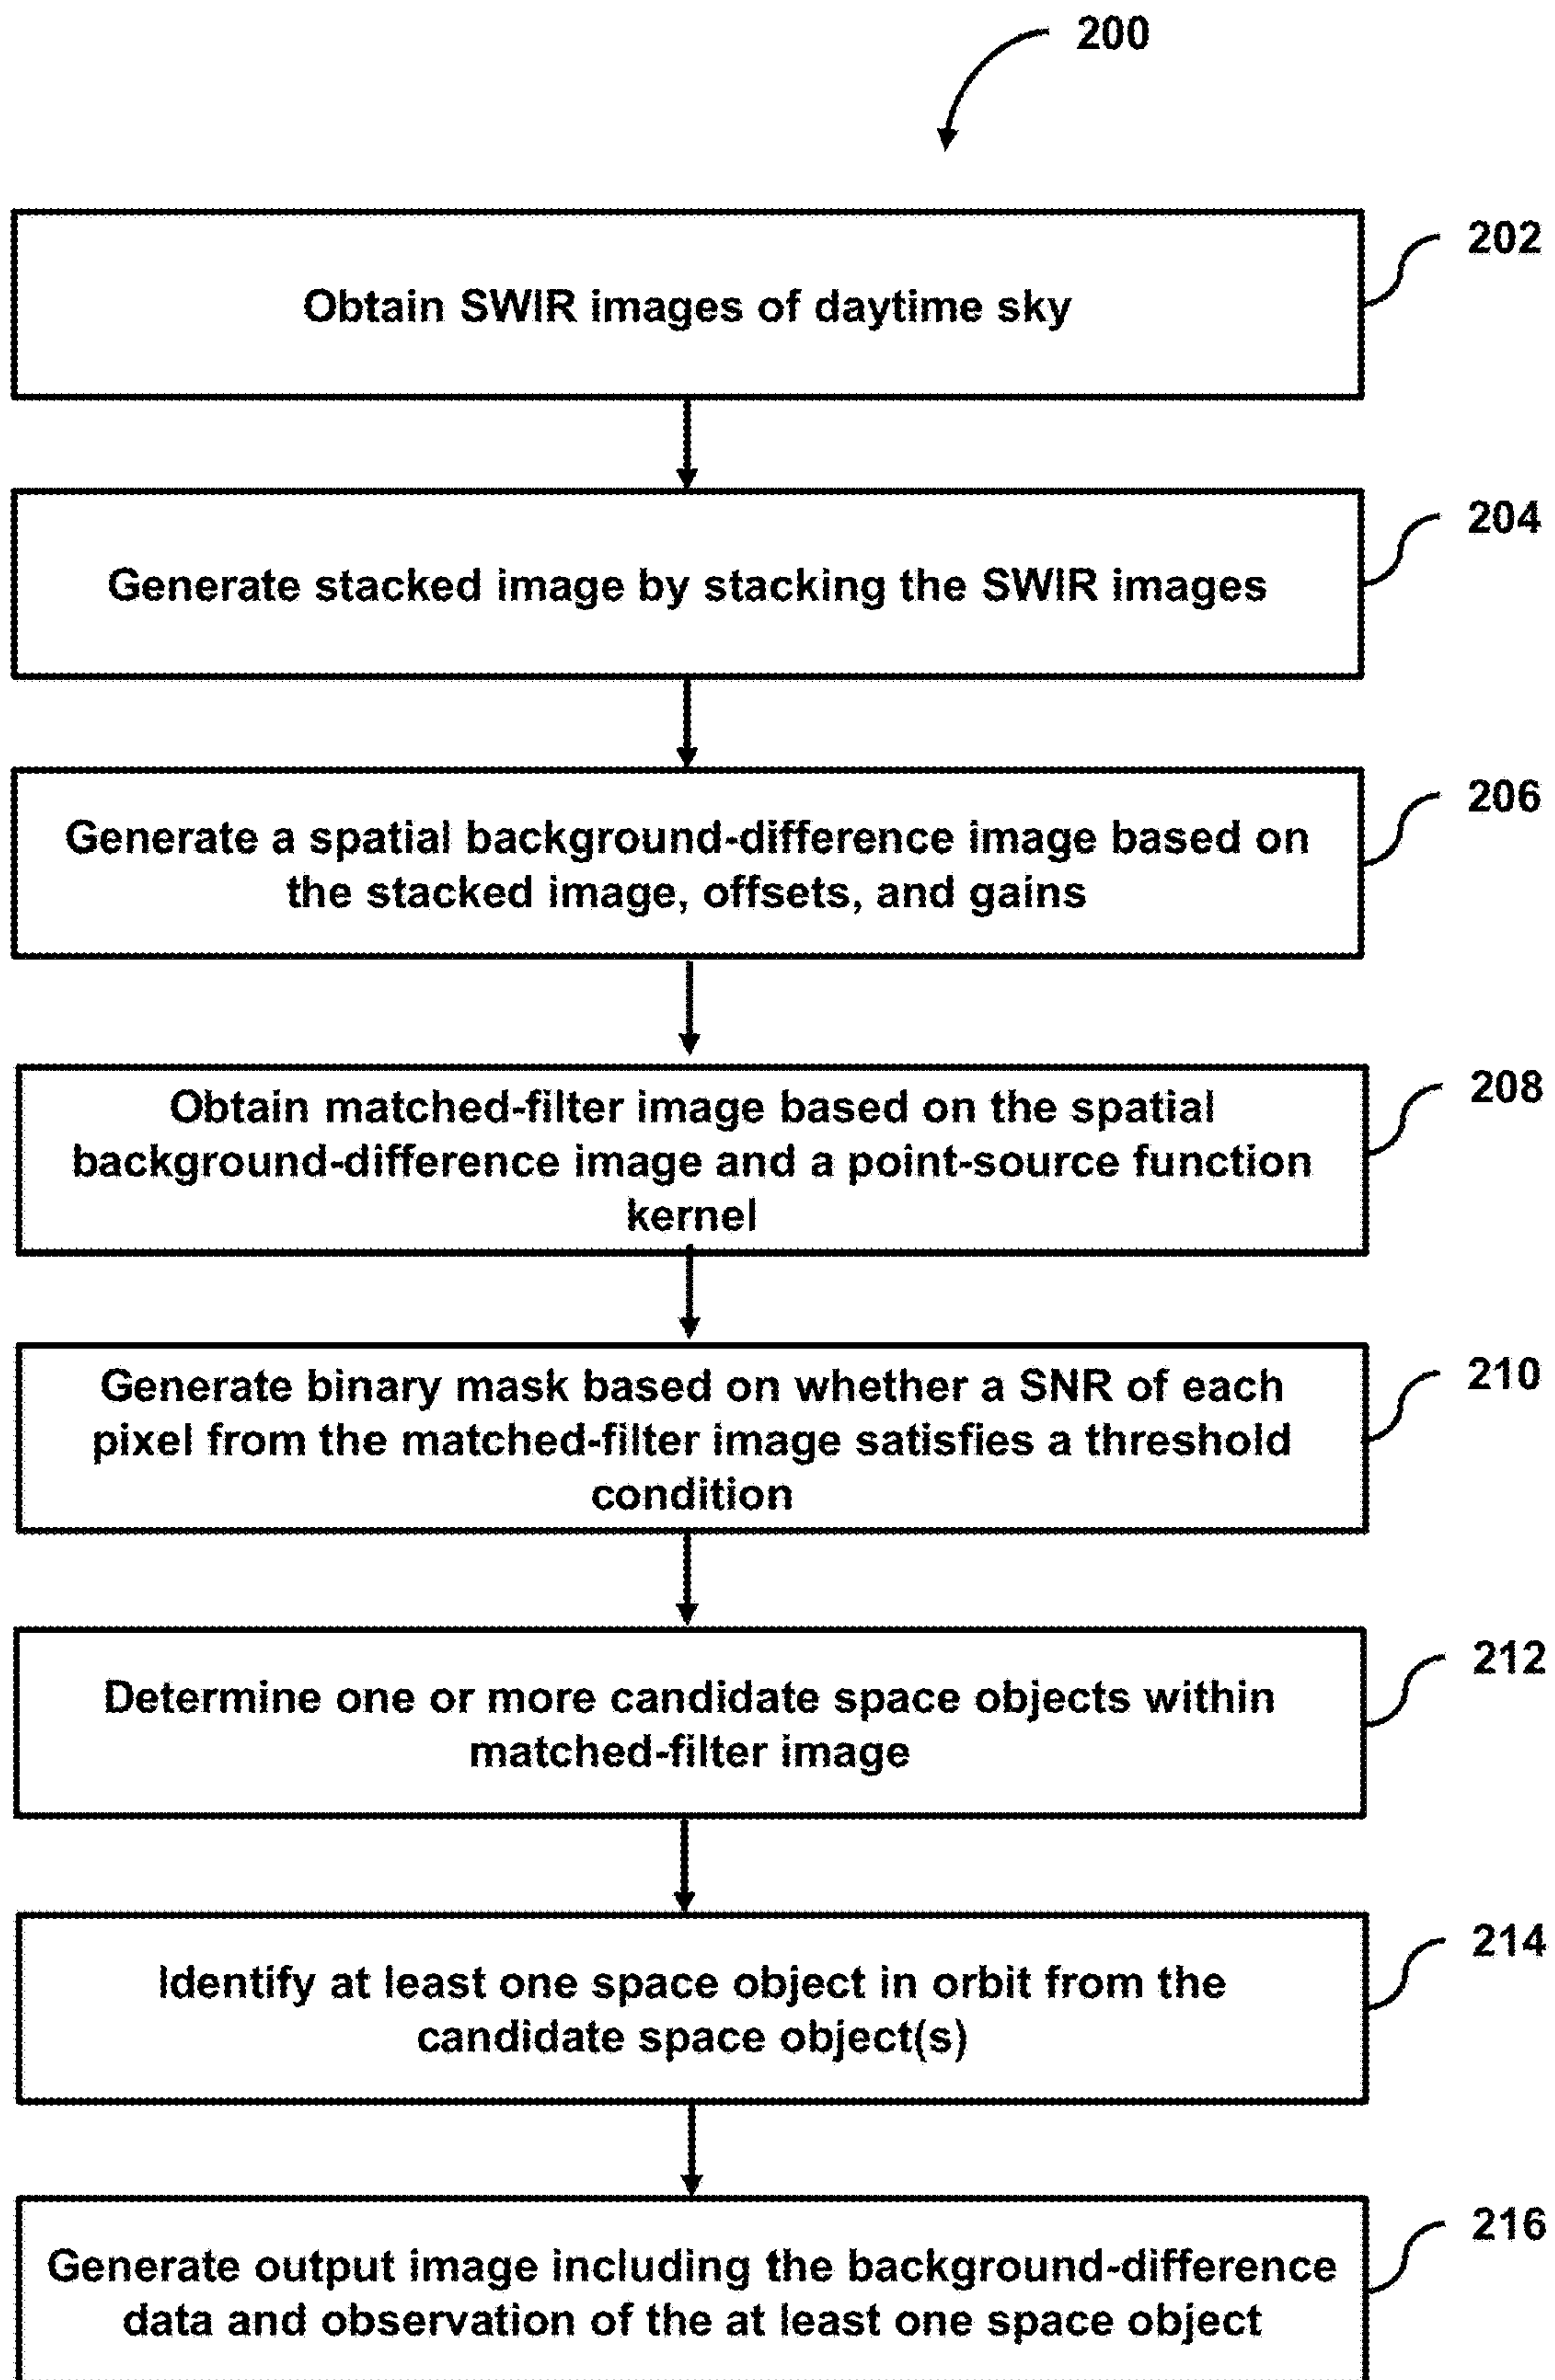 200
202
Obtain SWIR images of daytime sky
204
Generate stacked image by stacking the SWIR images
206
Generate a spatial background-difference image based on
the stacked image, offsets, and gains
208
Obtain matched-filter image based on the spatial
background-difference image and a point-source function
kernel
210
Generate binary mask based on whether a SNR of each
pixel from the matched-filter image satisfies a threshold
condition
212
Determine one or more candidate space objects within
matched-filter image
214
Identify at least one space object in orbit from the
candidate space object(s)
216
Generate output image including the background-difference
data and observation of the at least one space object